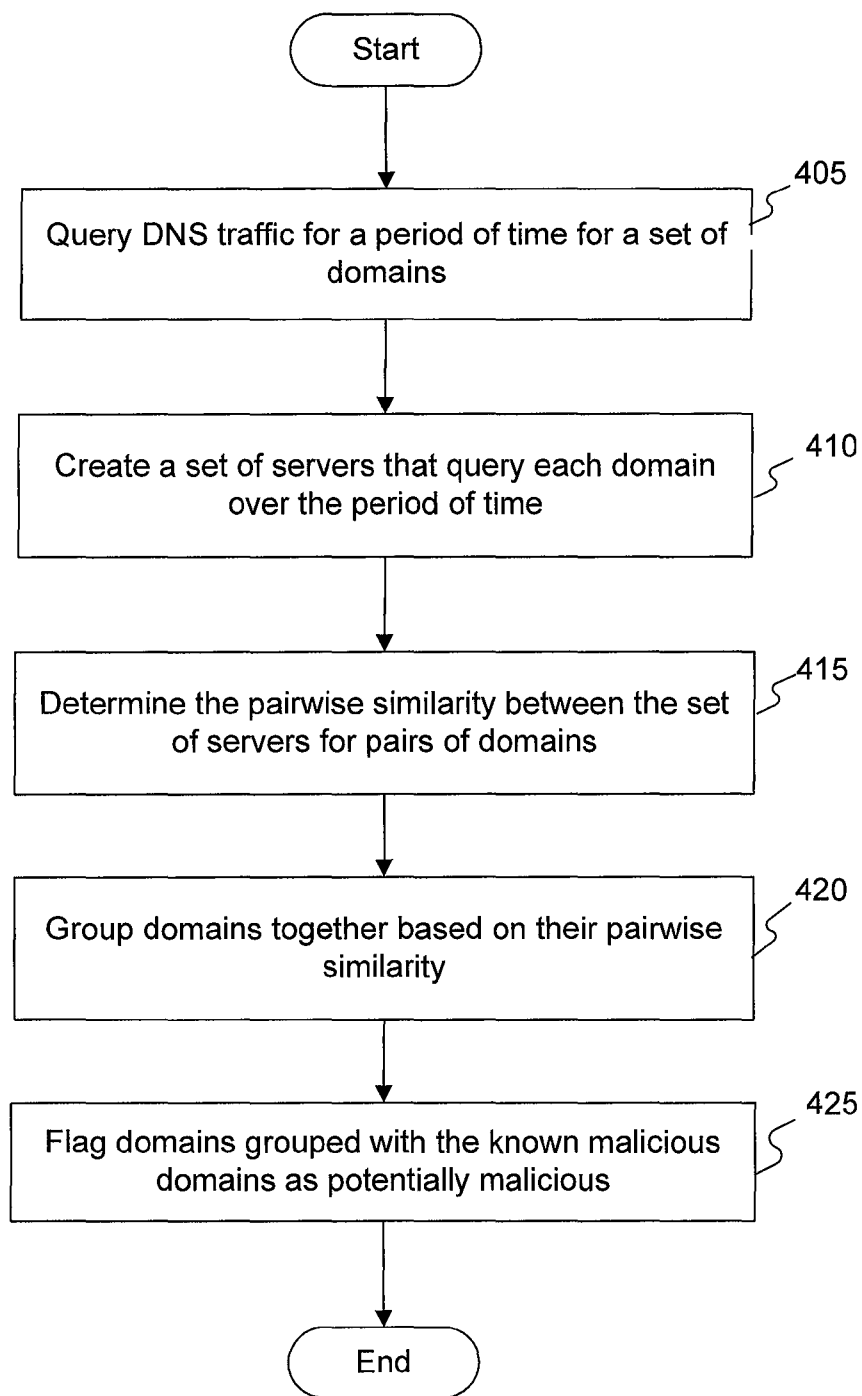 Start
405
Query DNS traffic for a period of time for a set of
domains
410
Create a set of servers that query each domain
over the period of time
415
Determine the pairwise similarity between the set
of servers for pairs of domains
420
Group domains together based on their pairwise
similarity
425
Flag domains grouped with the known malicious
domains as potentially malicious
End